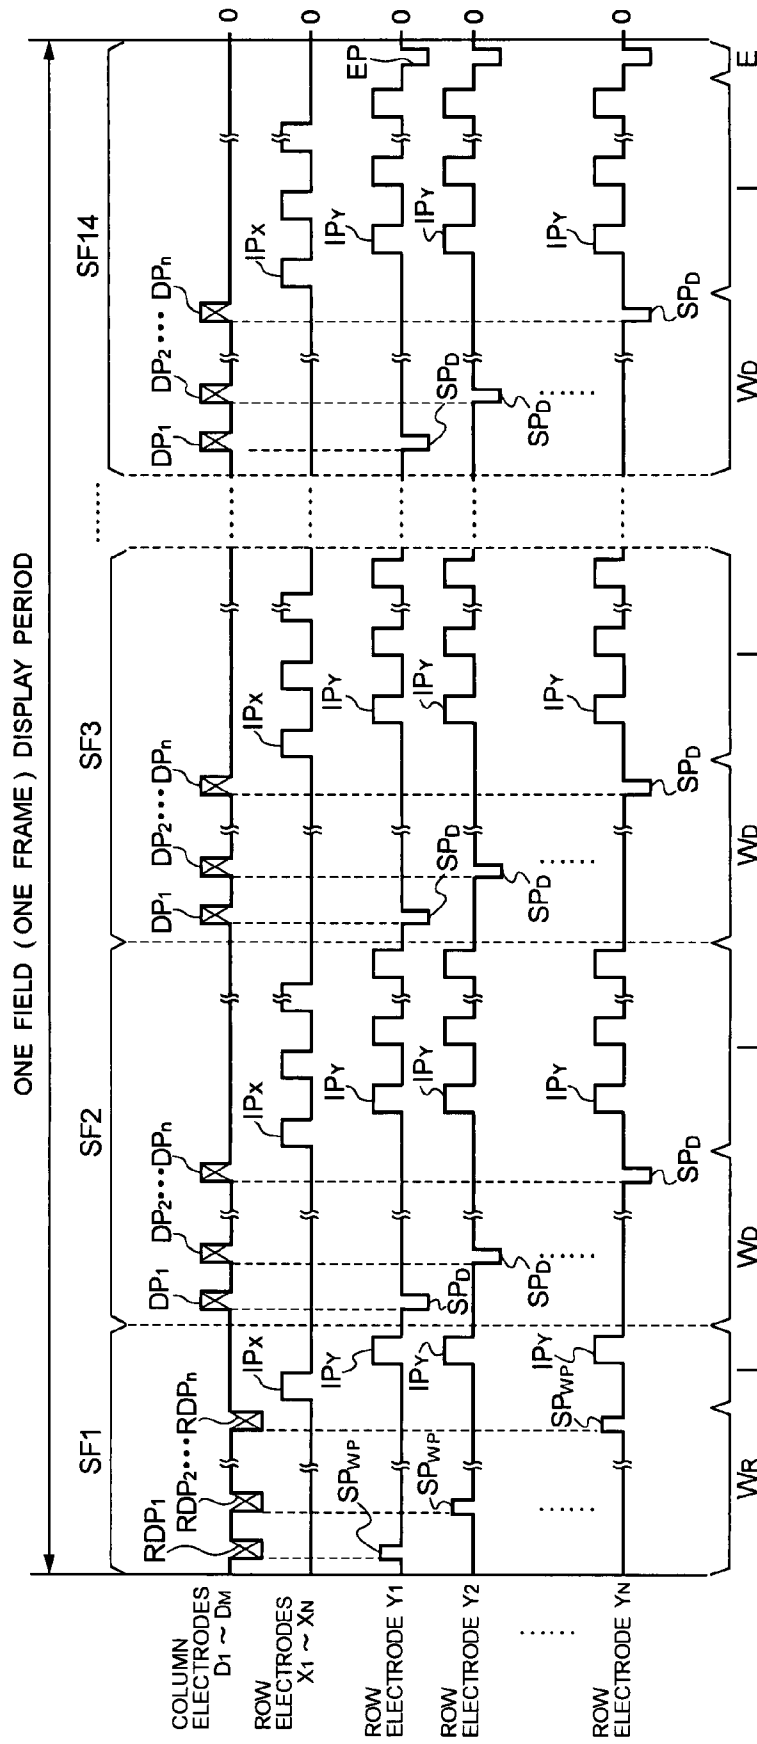 ONE FIELD (ONE FRAME) DISPLAY PERIOD
SF1 SF2 SF3 ...... SF14
RDP1 RDP2•••RDPn DP1 DP2•••DPn DP1 DP2•••DPn DP1 DP2•••DPn
COLUMN
ELECTRODES
D1 ~ DM
0
ROW
ELECTRODES
X1 ~ XN
IPX IPX IPX IPX 0
ROW
ELECTRODE Y1
SPWP IPY SPD IPY SPD IPY SPD IPY EP 0
ROW
ELECTRODE Y2
SPWP IPY SPD IPY SPD IPY SPD IPY 0
...... ...... ...... ...... ......
ROW
ELECTRODE YN
SPWP IPY SPD IPY SPD IPY SPD IPY 0
WR I WD I WD I WD I E